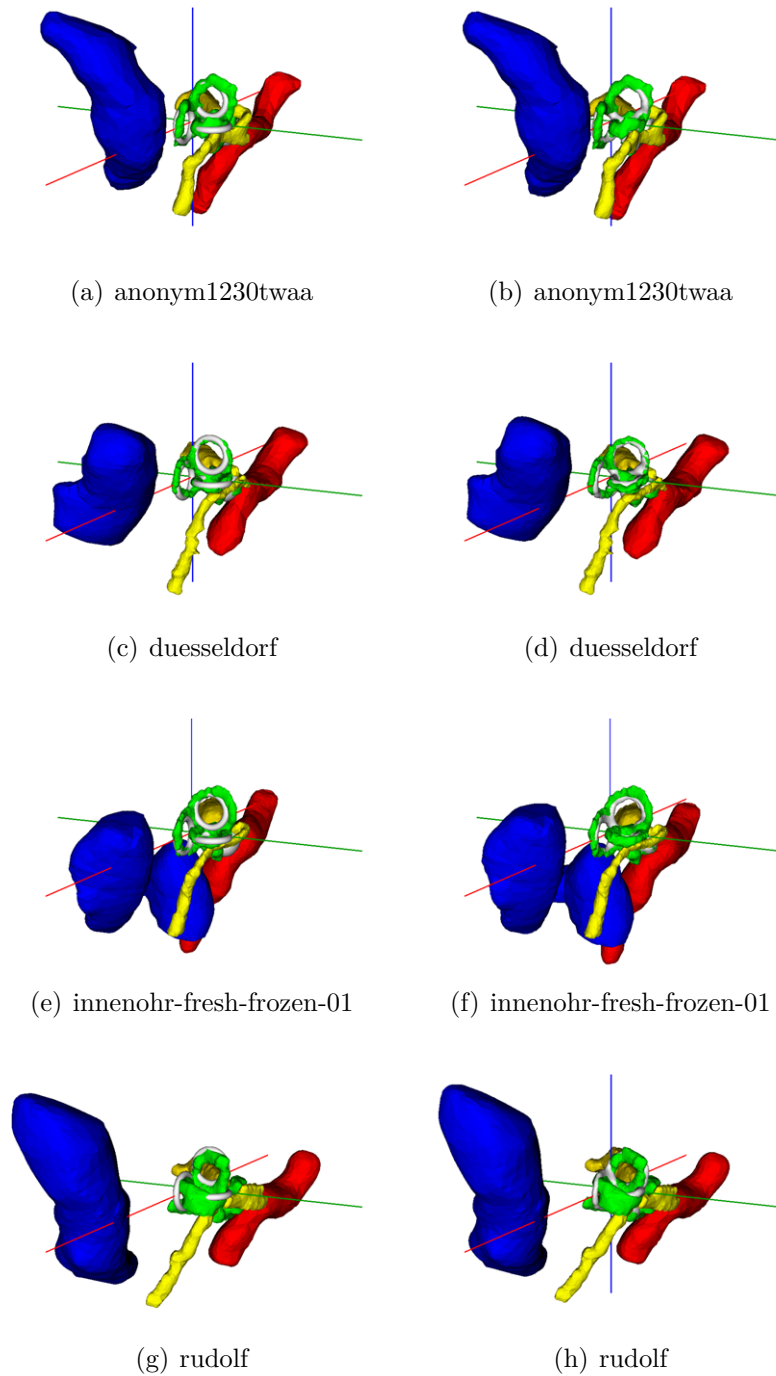 (a) anonym1230twaa
(b) anonym1230twaa
(c) duesseldorf
(d) duesseldorf
(e) innenohr-fresh-frozen-01
(f) innenohr-fresh-frozen-01
(g) rudolf
(h) rudolf